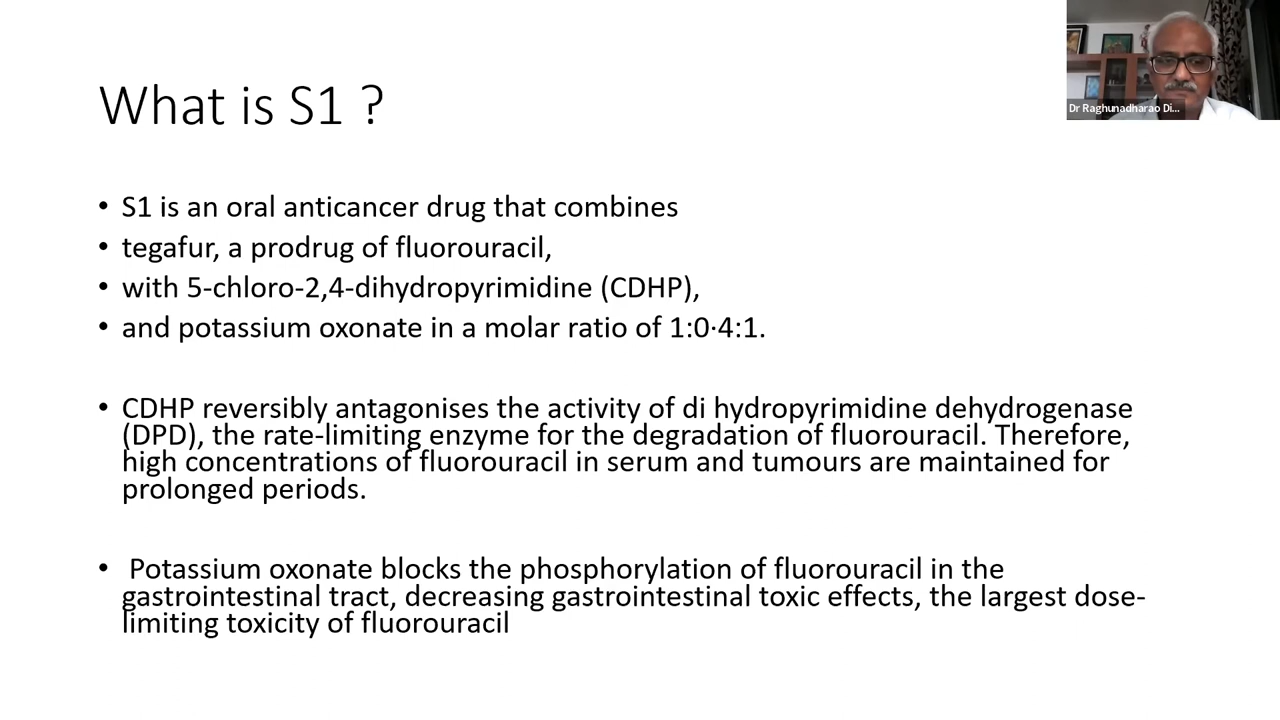 What is S1 ?
Dr Raghunadharao Di...
• S1 is an oral anticancer drug that combines
• tegafur, a prodrug of fluorouracil,
• with 5-chloro-2,4-dihydropyrimidine (CDHP),
• and potassium oxonate in a molar ratio of 1:0·4:1.
• CDHP reversibly antagonises the activity of di hydropyrimidine dehydrogenase
(DPD), the rate-limiting enzyme for the degradation of fluorouracil. Therefore,
high concentrations of fluorouracil in serum and tumours are maintained for
prolonged periods.
• Potassium oxonate blocks the phosphorylation of fluorouracil in the
gastrointestinal tract, decreasing gastrointestinal toxic effects, the largest dose-
limiting toxicity of fluorouracil